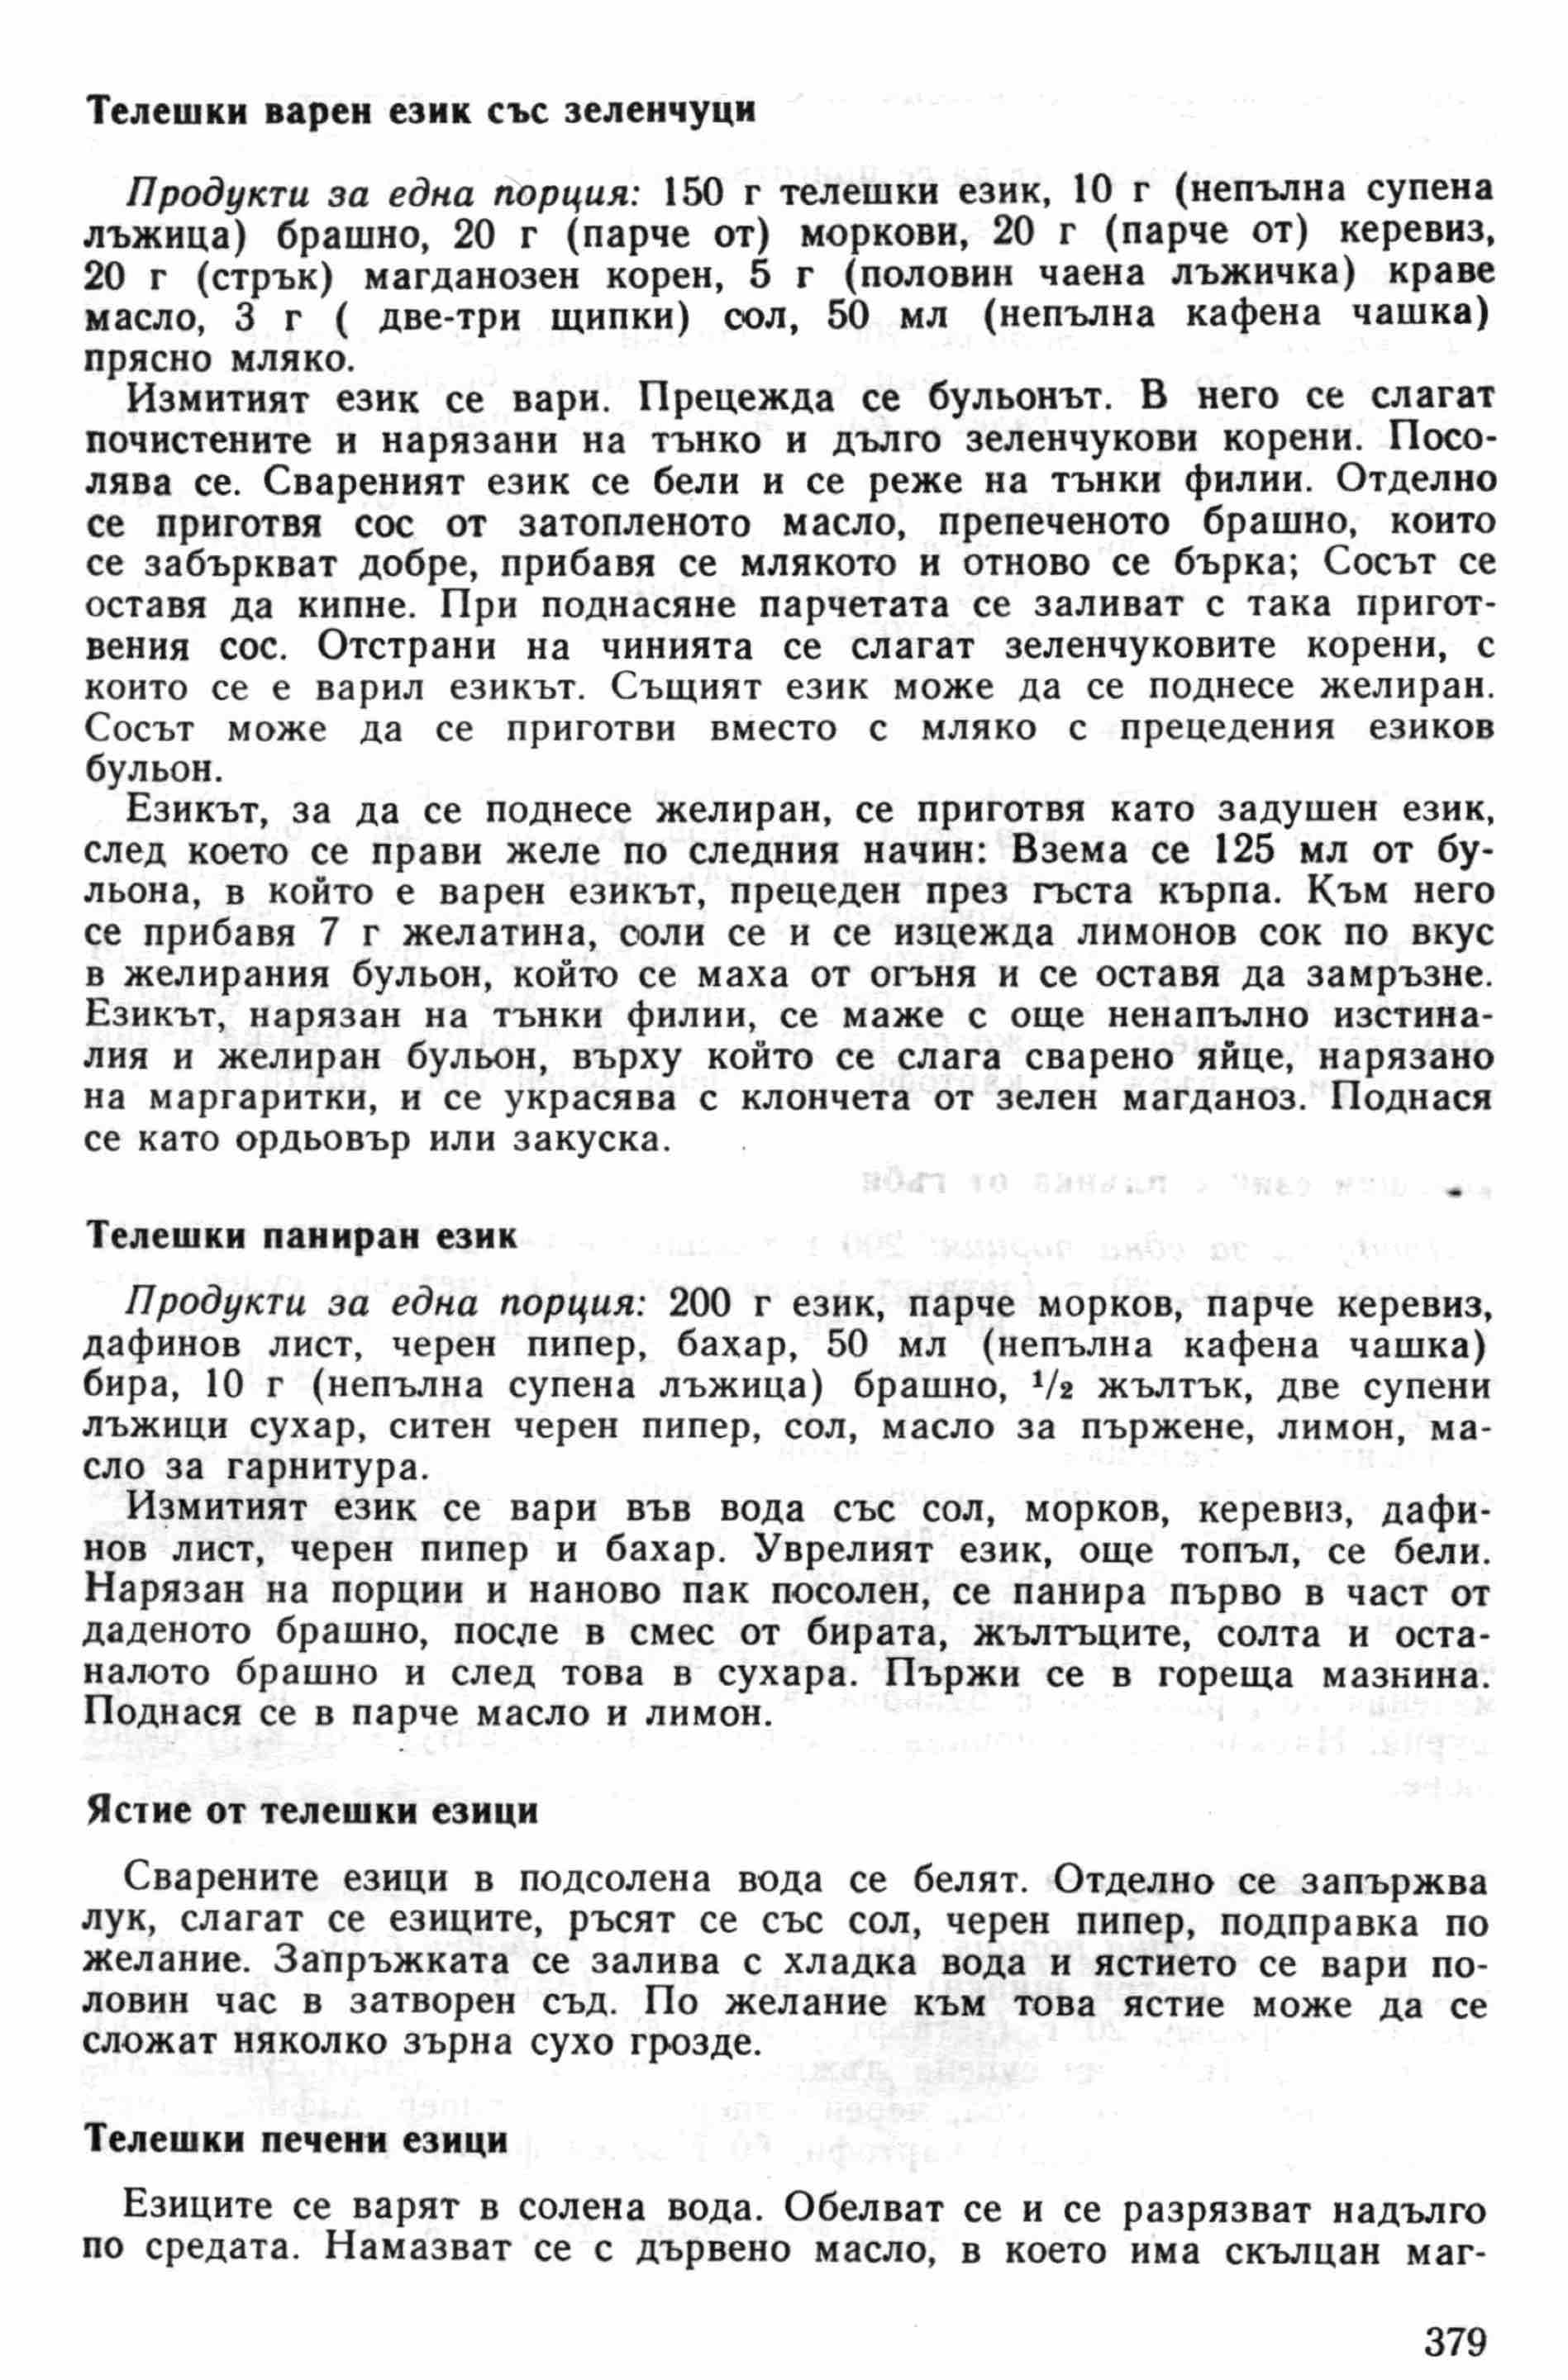 Телешки варен език със зеленчуци
Продукти за една порция: 150 г телешки език, 10 г (непълна супена
лъжица) брашно, 20 г (парче от) моркови, 20 г (парче от) керевиз,
20 г (стрък) магданозен корен, 5 г (половин чаена лъжичка) краве
масло, 3 г ( две-три щипки) сол, 50 мл (непълна кафена чашка)
прясно мляко.
Измитият език се вари. Прецежда се бульонът. В него се слагат
почистените и нарязани на тънко и дълго зеленчукови корени. Посо-
лява се. Свареният език се бели и се реже на тънки филии. Отделно
се приготвя сос от затопленото масло, препеченото брашно, които
се забъркват добре, прибавя се млякото и отново се бърка; Сосът се
оставя да кипне. При поднасяне парчетата се заливат с така пригот-
вения сос. Отстрани на чинията се слагат зеленчуковите корени, с
които се е варил езикът. Същият език може да се поднесе желиран.
Сосът може да се приготви вместо с мляко с прецедения езиков
бульон.
Езикът, за да се поднесе желиран, се приготвя като задушен език,
след което се прави желе по следния начин: Взема се 125 мл от бу-
льона, в който е варен езикът, прецеден през гъста кърпа. Към него
се прибавя 7 г желатина, соли се и се изцежда лимонов сок по вкус
в желирания бульон, който се маха от огъня и се оставя да замръзне.
Езикът, нарязан на тънки филии, се маже с още ненапълно изстина-
лия и желиран бульон, върху който се слага сварено яйце, нарязано
на маргаритки, и се украсява с клончета от зелен магданоз. Поднася
се като ордьовър или закуска.
Телешки паниран език
Продукти за една порция: 200 г език, парче морков, парче керевиз,
дафинов лист, черен пипер, бахар, 50 мл (непълна кафена чашка)
бира, 10 г (непълна супена лъжица) брашно, 1/2 жълтък, две супени
лъжици сухар, ситен черен пипер, сол, масло за пържене, лимон, ма-
сло за гарнитура.
Измитият език се вари във вода със сол, морков, керевиз, дафи-
нов лист, черен пипер и бахар. Уврелият език, още топъл, се бели.
Нарязан на порции и наново пак посолен, се панира първо в част от
даденото брашно, после в смес от бирата, жълтъците, солта и оста-
налото брашно и след това в сухара. Пържи се в гореща мазнина.
Поднася се в парче масло и лимон.
Ястие от телешки езици
Сварените езици в подсолена вода се белят. Отделно се запържва
лук, слагат се езиците, ръсят се със сол, черен пипер, подправка по
желание. Запръжката се залива с хладка вода и ястието се вари по-
ловин час в затворен съд. По желание към това ястие може да се
сложат няколко зърна сухо грозде.
Телешки печени езици
Езиците се варят в солена вода. Обелват се и се разрязват надълго
по средата. Намазват се с дървено масло, в което има скълцан маг-
379